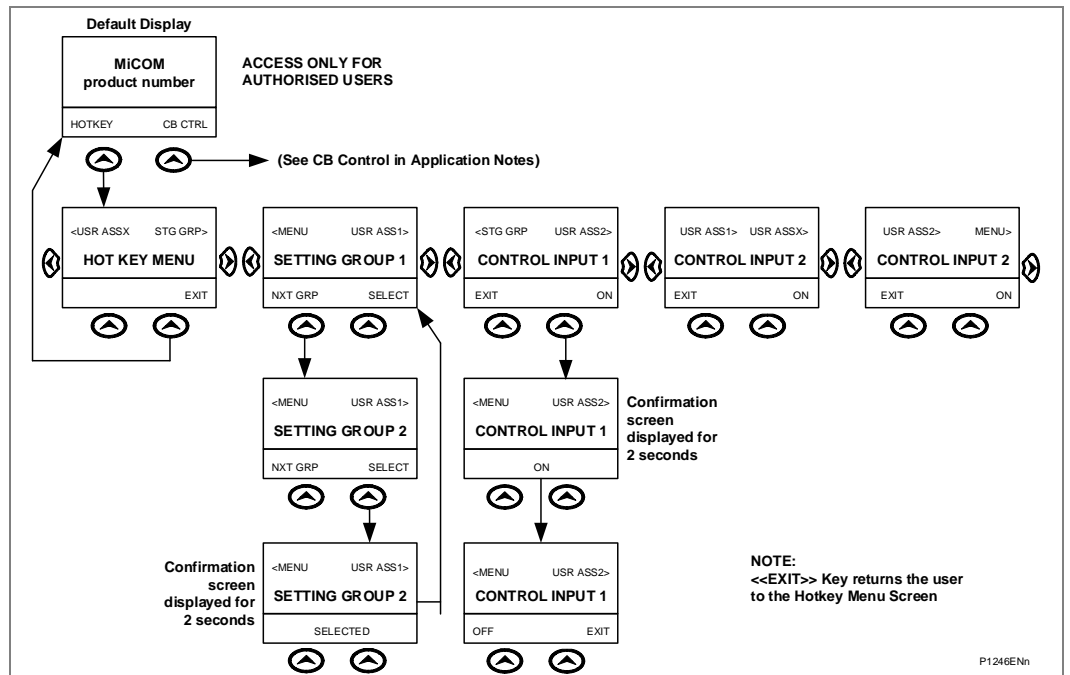 Default Display
MiCOM
product number
HOTKEY CB CTRL
ACCESS ONLY FOR
AUTHORISED USERS
(See CB Control in Application Notes)
<USR ASSX STG GRP>
HOT KEY MENU
EXIT
<MENU USR ASS1>
SETTING GROUP 1
NXT GRP SELECT
<STG GRP USR ASS2>
CONTROL INPUT 1
EXIT ON
USR ASS1> USR ASSX>
CONTROL INPUT 2
EXIT ON
USR ASS2> MENU>
CONTROL INPUT 2
EXIT ON
<MENU USR ASS1>
SETTING GROUP 2
NXT GRP SELECT
<MENU USR ASS2>
CONTROL INPUT 1
ON
Confirmation
screen
displayed for
2 seconds
Confirmation
screen
displayed for
2 seconds
<MENU USR ASS1>
SETTING GROUP 2
SELECTED
<MENU USR ASS2>
CONTROL INPUT 1
OFF EXIT
NOTE:
<<EXIT>> Key returns the user
to the Hotkey Menu Screen
P1246ENn